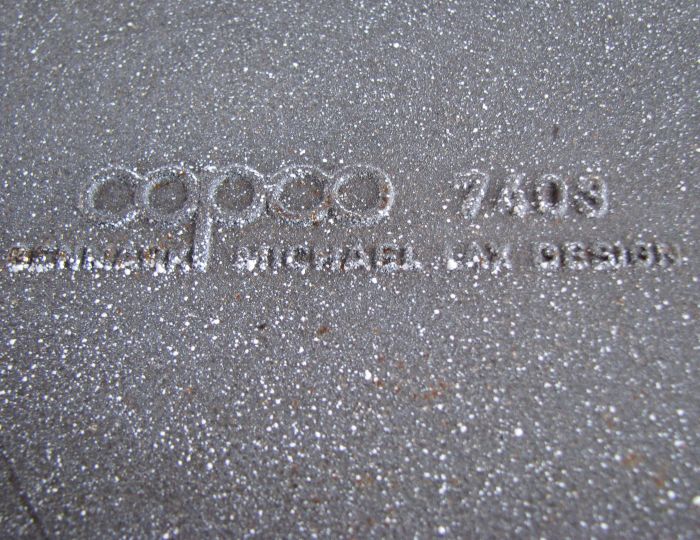 copco 7403
DENMARK MICHAEL LAX DESIGN